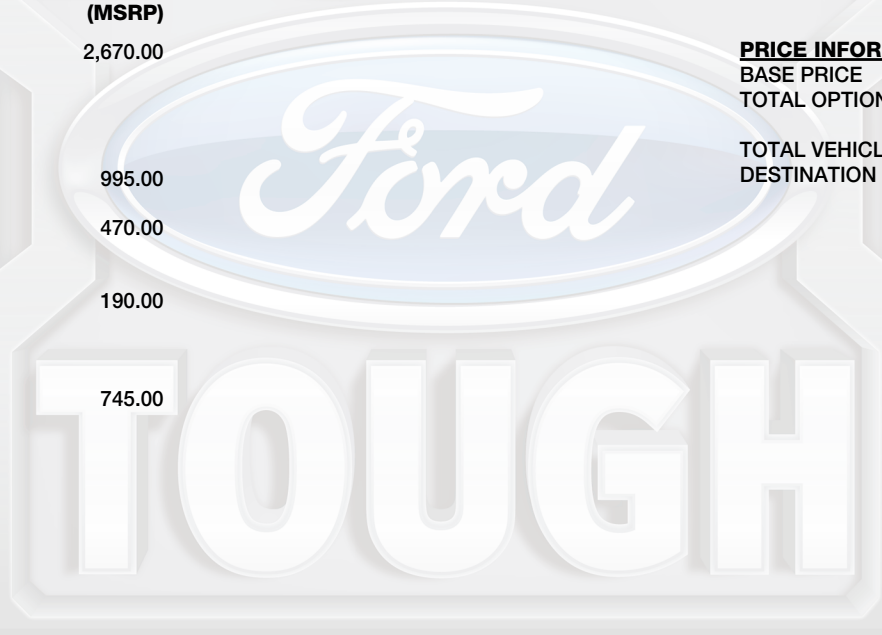 (MSRP)
2,670.00
995.00
470.00
190.00
745.00
PRICE INFOR
BASE PRICE
TOTAL OPTION
TOTAL VEHICL
DESTINATION
Ford
TOUGH